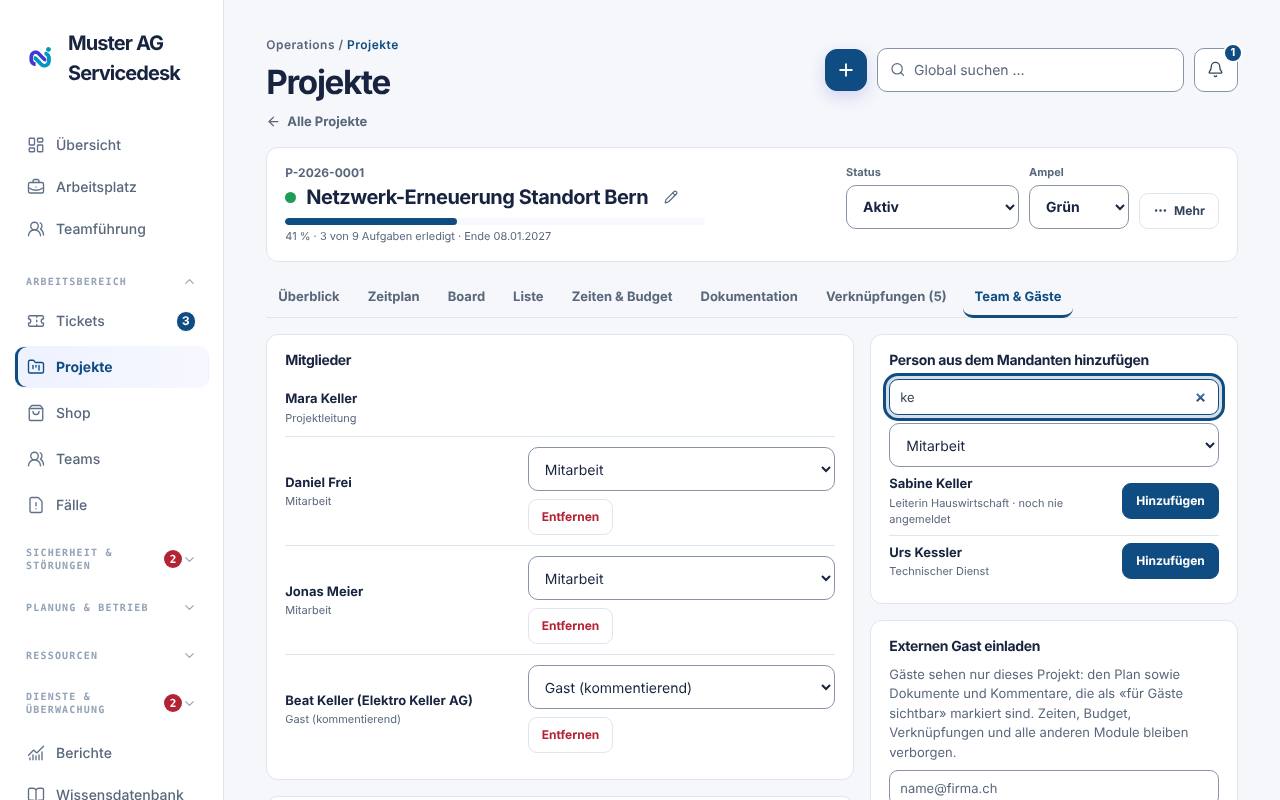 Muster AG
Servicedesk
Übersicht
Arbeitsplatz
Teamführung
ARBEITSBEREICH
Tickets
3
Projekte
Shop
Teams
Fälle
SICHERHEIT &
STÖRUNGEN
2
PLANUNG & BETRIEB
RESSOURCEN
DIENSTE &
ÜBERWACHUNG
2
Berichte
Wissensdatenbank
Operations / Projekte
Projekte
Global suchen ...
1
Alle Projekte
P-2026-0001
Netzwerk-Erneuerung Standort Bern
41 % · 3 von 9 Aufgaben erledigt · Ende 08.01.2027
Status
Aktiv
Ampel
Grün
··· Mehr
Überblick
Zeitplan
Board
Liste
Zeiten & Budget
Dokumentation
Verknüpfungen (5)
Team & Gäste
Mitglieder
Mara Keller
Projektleitung
Daniel Frei
Mitarbeit
Mitarbeit
Entfernen
Jonas Meier
Mitarbeit
Mitarbeit
Entfernen
Beat Keller (Elektro Keller AG)
Gast (kommentierend)
Gast (kommentierend)
Entfernen
Person aus dem Mandanten hinzufügen
ke
Mitarbeit
Sabine Keller
Leiterin Hauswirtschaft · noch nie
angemeldet
Hinzufügen
Urs Kessler
Technischer Dienst
Hinzufügen
Externen Gast einladen
Gäste sehen nur dieses Projekt: den Plan sowie
Dokumente und Kommentare, die als «für Gäste
sichtbar» markiert sind. Zeiten, Budget,
Verknüpfungen und alle anderen Module bleiben
verborgen.
name@firma.ch